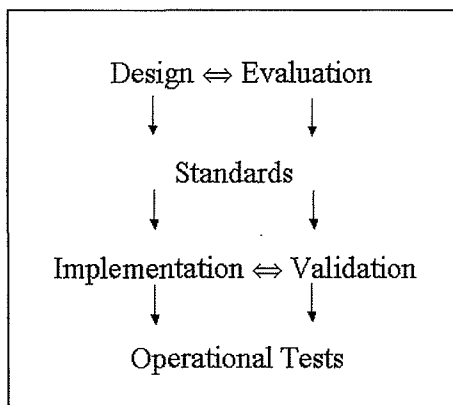 Design ⇔ Evaluation
Standards
Implementation ⇔ Validation
Operational Tests